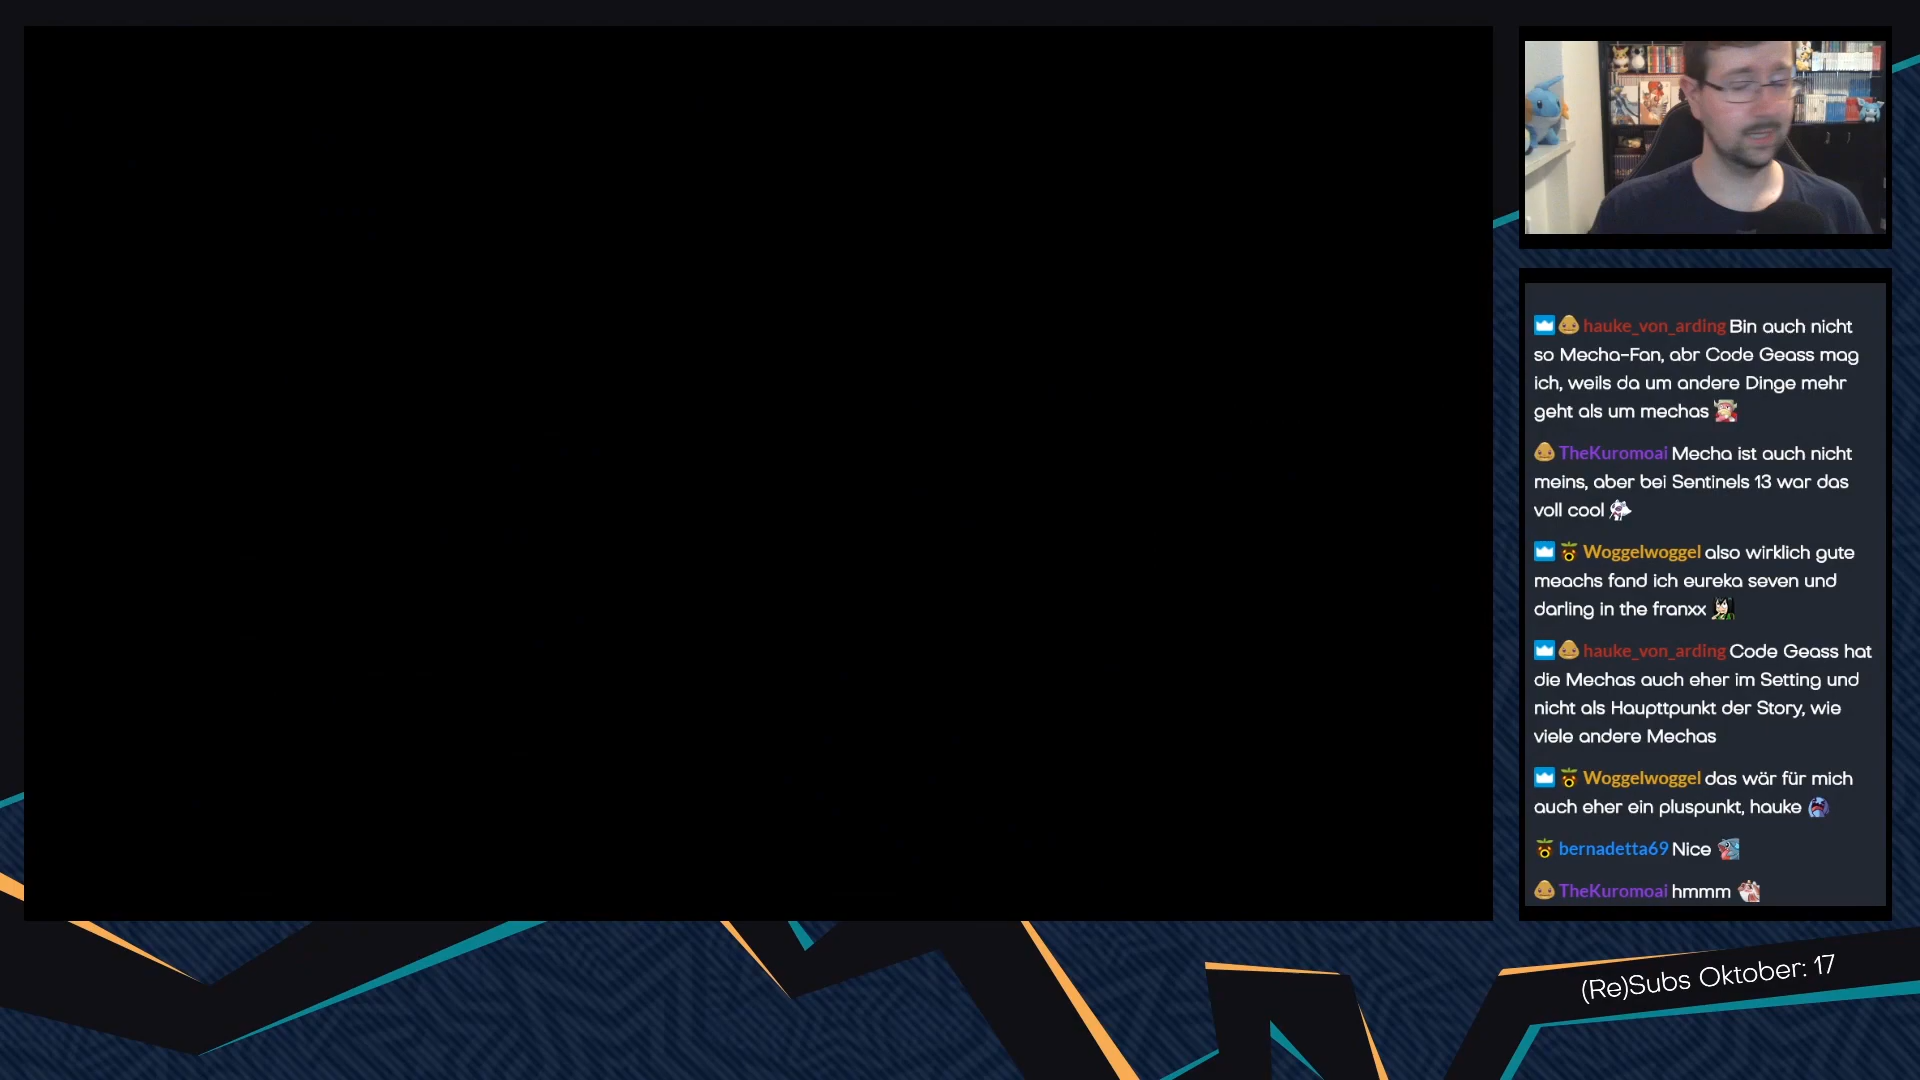 hauke_von_arding Bin auch nicht
so Mecha-Fan, abr Code Geass mag
ich, weils da um andere Dinge mehr
geht als um mechas
TheKuromoai Mecha ist auch nicht
meins, aber bei Sentinels 13 war das
voll cool
Woggelwoggel also wirklich gute
meachs fand ich eureka seven und
darling in the franxx
hauke_von_arding Code Geass hat
die Mechas auch eher im Setting und
nicht als Haupttpunkt der Story, wie
viele andere Mechas
Woggelwoggel das wär für mich
auch eher ein pluspunkt, hauke
bernadetta69 Nice
TheKuromoai hmmm
(Re)Subs Oktober: 17